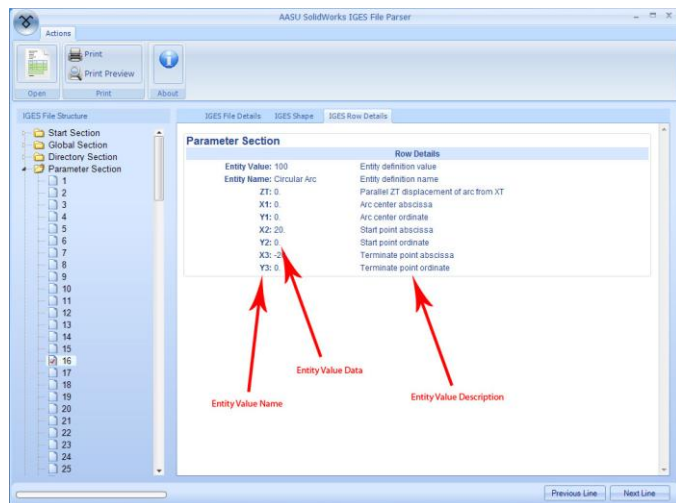 AASU SolidWorks IGES File Parser
Actions
Open
Print
Print Preview
Print
About
IGES File Structure
Start Section
Global Section
Directory Section
Parameter Section
1
2
3
4
5
6
7
8
9
10
11
12
13
14
15
16
17
18
19
20
21
22
23
24
25
IGES File Details IGES Shape IGES Row Details
Parameter Section
Row Details
Entity Value: 100 Entity definition value
Entity Name: Circular Arc Entity definition name
ZT: 0. Parallel ZT displacement of arc from XT
X1: 0. Arc center abscissa
Y1: 0. Arc center ordinate
X2: 20. Start point abscissa
Y2: 0. Start point ordinate
X3: Terminate point abscissa
Y3: 0. Terminate point ordinate
Entity Value Data
Entity Value Name
Entity Value Description
Previous Line Next Line